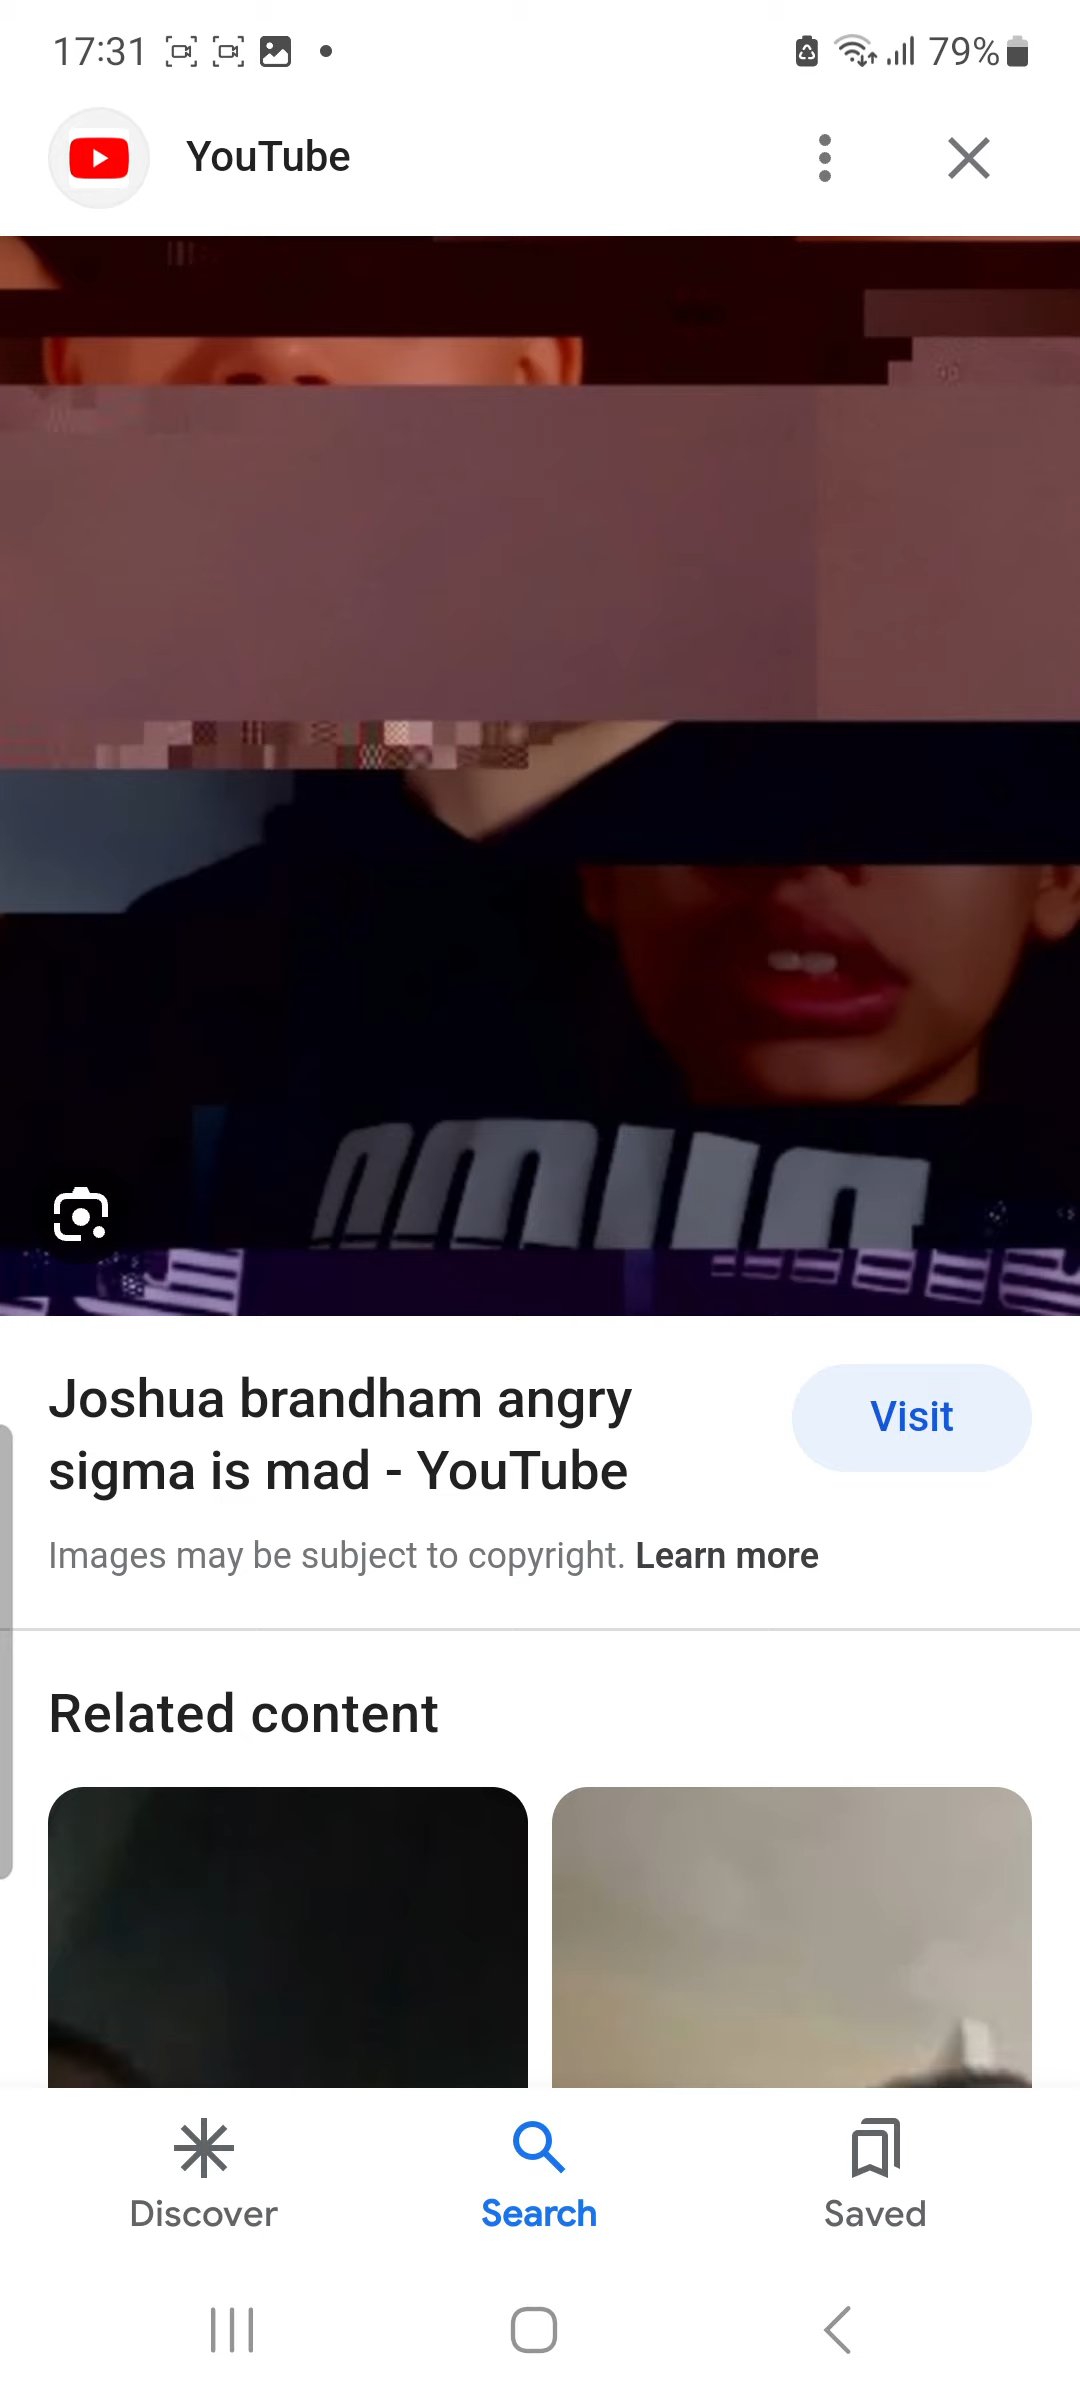 17:31
79%
YouTube
Joshua brandham angry
sigma is mad - YouTube
Visit
Images may be subject to copyright. Learn more
Related content
Discover
Search
Saved